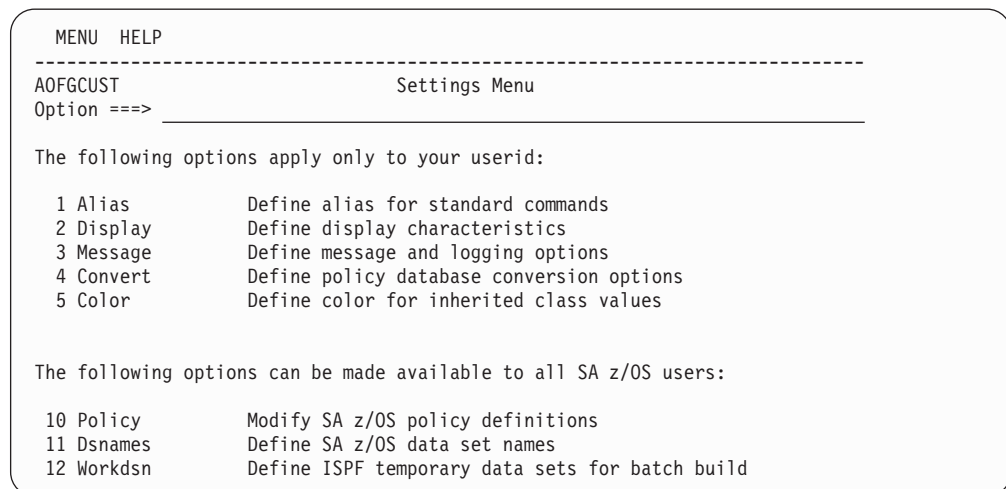 MENU HELP
-------------------------------------------------------------------------------
AOFGCUST Settings Menu
Option ===>
The following options apply only to your userid:
1 Alias Define alias for standard commands
2 Display Define display characteristics
3 Message Define message and logging options
4 Convert Define policy database conversion options
5 Color Define color for inherited class values
The following options can be made available to all SA z/OS users:
10 Policy Modify SA z/OS policy definitions
11 Dsnames Define SA z/OS data set names
12 Workdsn Define ISPF temporary data sets for batch build